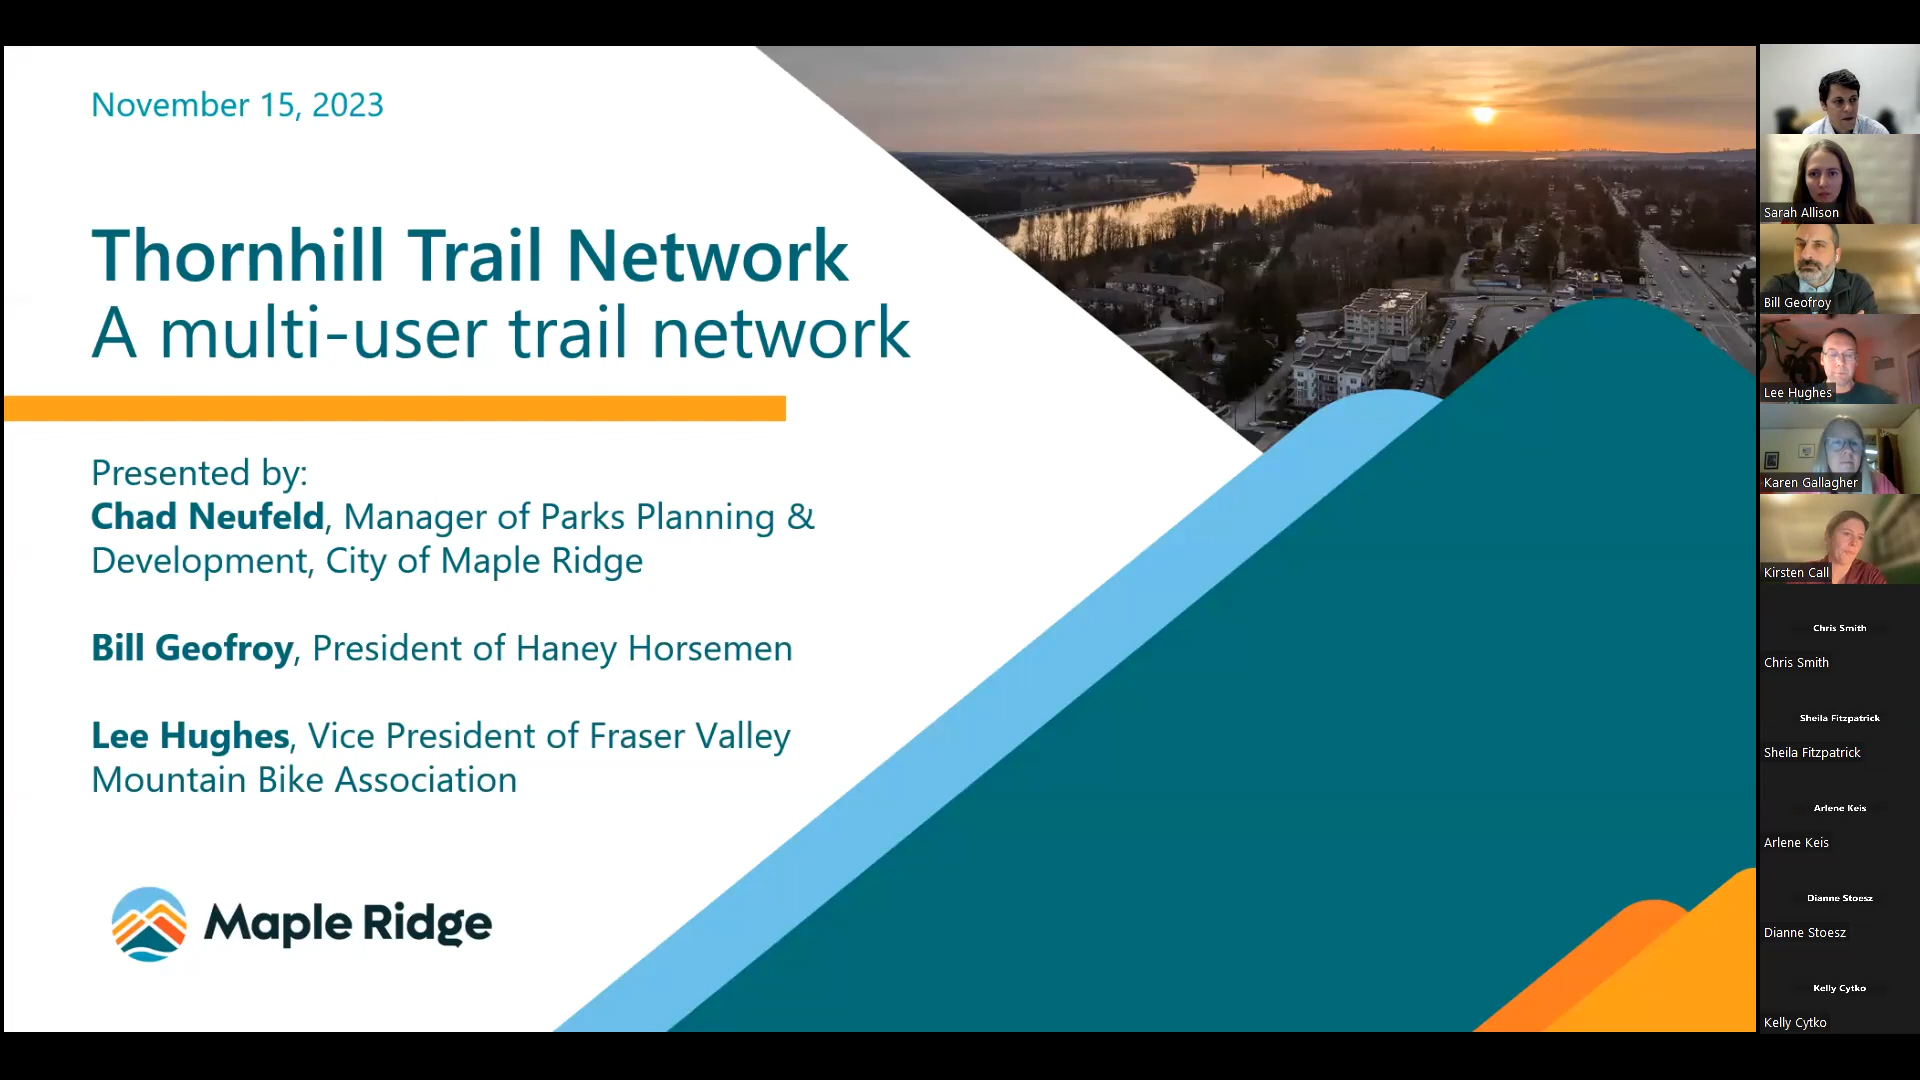 November 15, 2023
Thornhill Trail Network
A multi-user trail network
Presented by:
Chad Neufeld, Manager of Parks Planning &
Development, City of Maple Ridge
Bill Geofroy, President of Haney Horsemen
Lee Hughes, Vice President of Fraser Valley
Mountain Bike Association
Maple Ridge
Sarah Allison
Bill Geofroy
Lee Hughes
Karen Gallagher
Kirsten Call
Chris Smith
Chris Smith
Sheila Fitzpatrick
Sheila Fitzpatrick
Arlene Keis
Arlene Keis
Dianne Stoesz
Dianne Stoesz
Kelly Cytko
Kelly Cytko